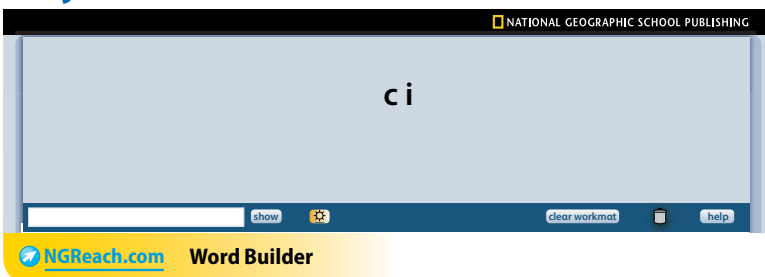 NATIONAL GEOGRAPHIC SCHOOL PUBLISHING
c i
show clear workmat help
NGReach.com Word Builder